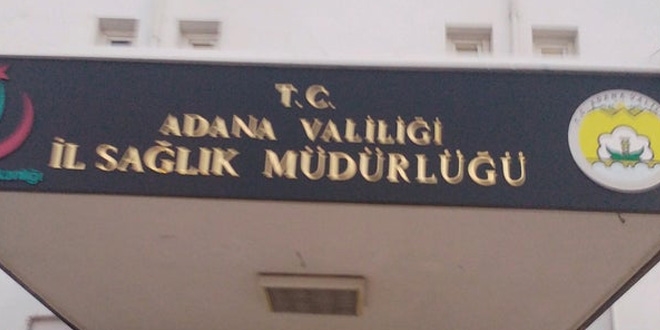 T.C.
ADANA VALİLİĞİ
İL SAĞLIK MÜDÜRLÜĞÜ